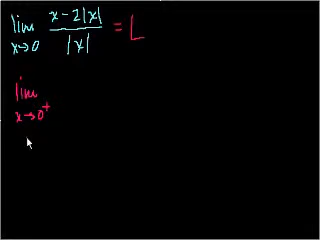 lim x→0 x-2|x| / |x| = L
lim x→0+